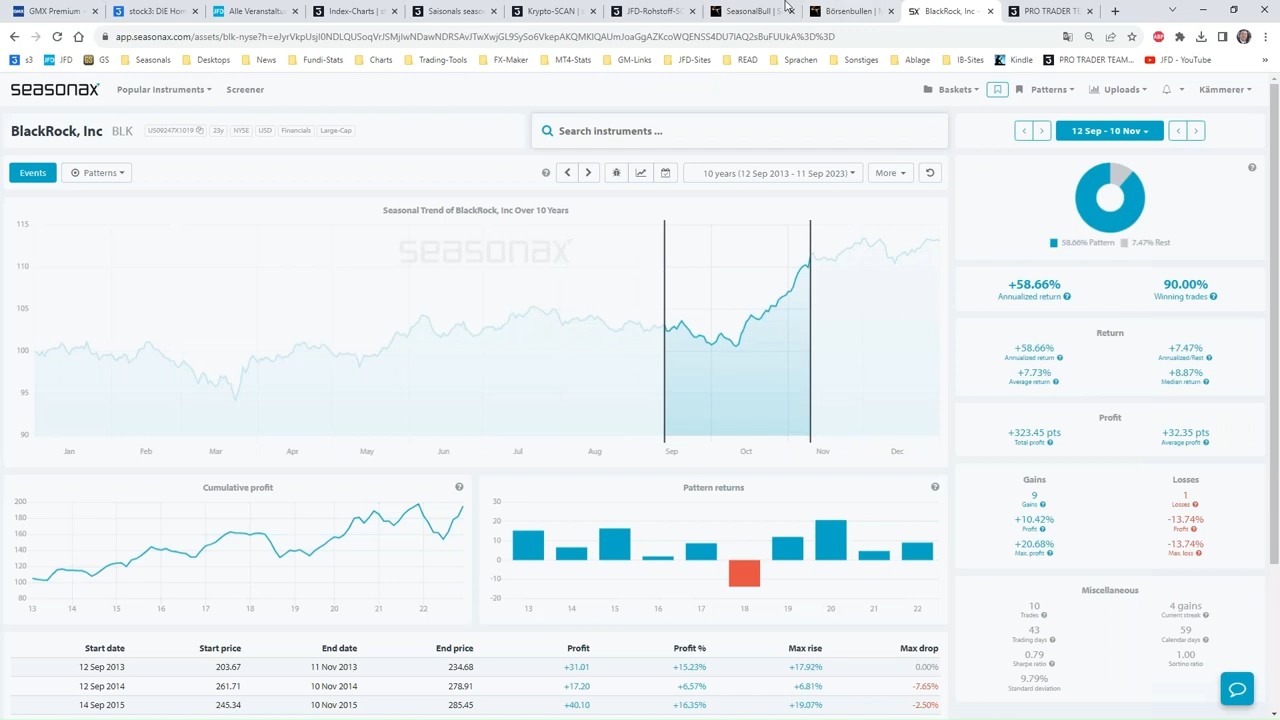 GMX Premium - G
stock3: DIE Hom
Alle Veranstaltu
Index-Charts | st
Saisonals seasons
Krypto-SCAN | s
JFD-Rohstoff-SC
SeasonalBull | S
Börsenbullen |
BlackRock, Inc -
PRO TRADER TE
app.seasonax.com/assets/blk-nyse?h=
s3
JFD
GS
Seasonals
Desktops
News
Fundi-Stats
Charts
Trading-Tools
FX-Maker
MT4-Stats
GM-Links
JFD-Sites
READ
Sprachen
Sonstiges
Ablage
IB-Sites
Kindle
PRO TRADER TEAM...
JFD - YouTube
seasonax
Popular Instruments
Screener
Baskets
Patterns
Uploads
Kämmerer
BlackRock, Inc BLK
US09247X1019
23y
NYSE
USD
Financials
Large-Cap
Search instruments ...
12 Sep - 10 Nov
Events
Patterns
10 years (12 Sep 2013 - 11 Sep 2023)
More
Seasonal Trend of BlackRock, Inc Over 10 Years
seasonax
115
110
105
100
95
90
Jan Feb Mar Apr May Jun Jul Aug Sep Oct Nov Dec
58.66% Pattern 7.47% Rest
+58.66% 90.00%
Annualized return Winning trades
Return
+58.66% +7.47%
Annualized return Annualized/Rest
+7.73% +8.87%
Average return Median return
Profit
+323.45 pts +32.35 pts
Total profit Average profit
Gains Losses
9 1
Gains Losses
+10.42% -13.74%
Profit Profit
+20.68% -13.74%
Max. profit Max. loss
Miscellaneous
10 4 gains
Trades Current streak
43 59
Trading days Calendar days
0.79 1.00
Sharpe ratio Sortino ratio
9.79%
Standard deviation
Cumulative profit
200
180
160
140
120
100
80
13 14 15 16 17 18 19 20 21 22
Pattern returns
30
20
10
0
-10
-20
13 14 15 16 17 18 19 20 21 22
Start date Start price End price Profit Profit % Max rise Max drop
12 Sep 2013 203.67 11 Nov 2013 234.68 +31.01 +15,23% +17,92% 0.00%
12 Sep 2014 261.71 10 Nov 2014 278.91 +17.20 +6,57% +6,81% -7.65%
14 Sep 2015 10 Nov 2015 285.45 +40.10 +16,35% +19,07% -2.50%